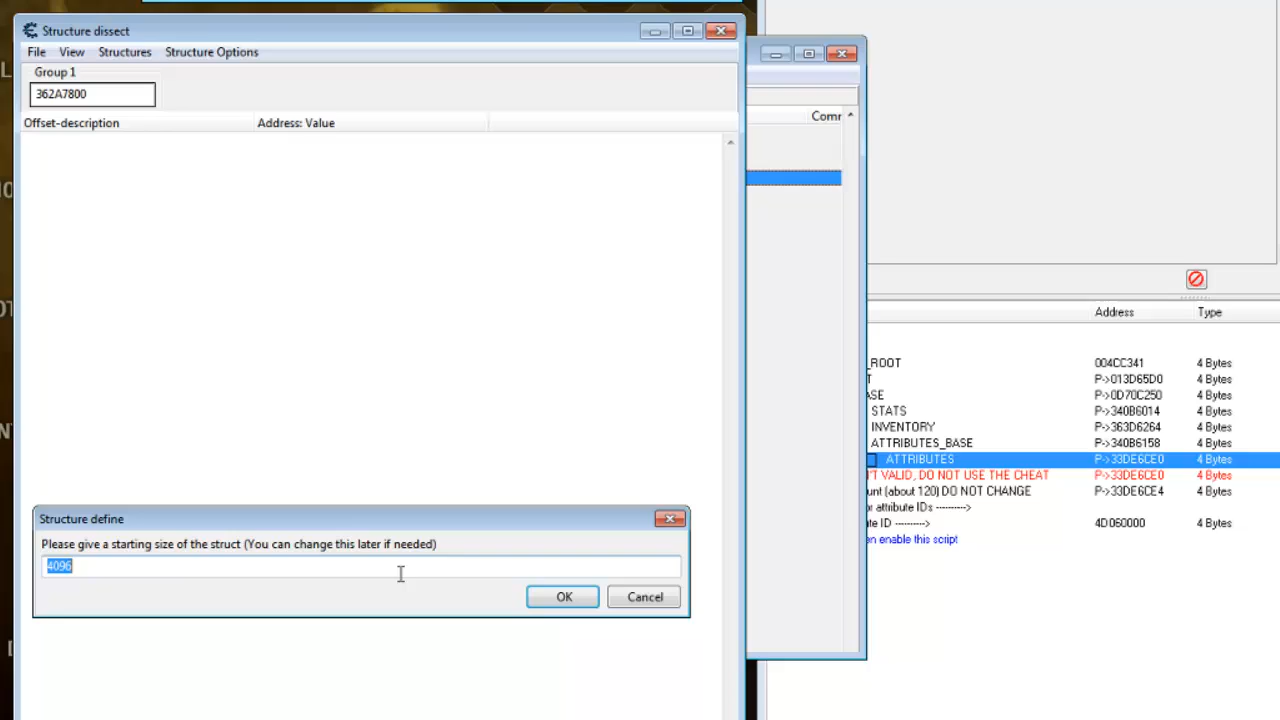 Structure dissect
File View Structures Structure Options
Group 1
362A7800
Offset-description Address: Value
Comr
Address Type
_ROOT 004CC341 4 Bytes
T P->013D65D0 4 Bytes
ASE P->0D70C250 4 Bytes
STATS P->340B6014 4 Bytes
INVENTORY P->363D6264 4 Bytes
ATTRIBUTES_BASE P->340B6158 4 Bytes
ATTRIBUTES P->33DE6CE0 4 Bytes
'T VALID, DO NOT USE THE CHEAT P->33DE6CE0 4 Bytes
unt (about 120) DO NOT CHANGE P->33DE6CE4 4 Bytes
or attribute IDs ---------->
te ID ----------> 4D060000 4 Bytes
en enable this script
Structure define
Please give a starting size of the struct (You can change this later if needed)
4096
OK Cancel